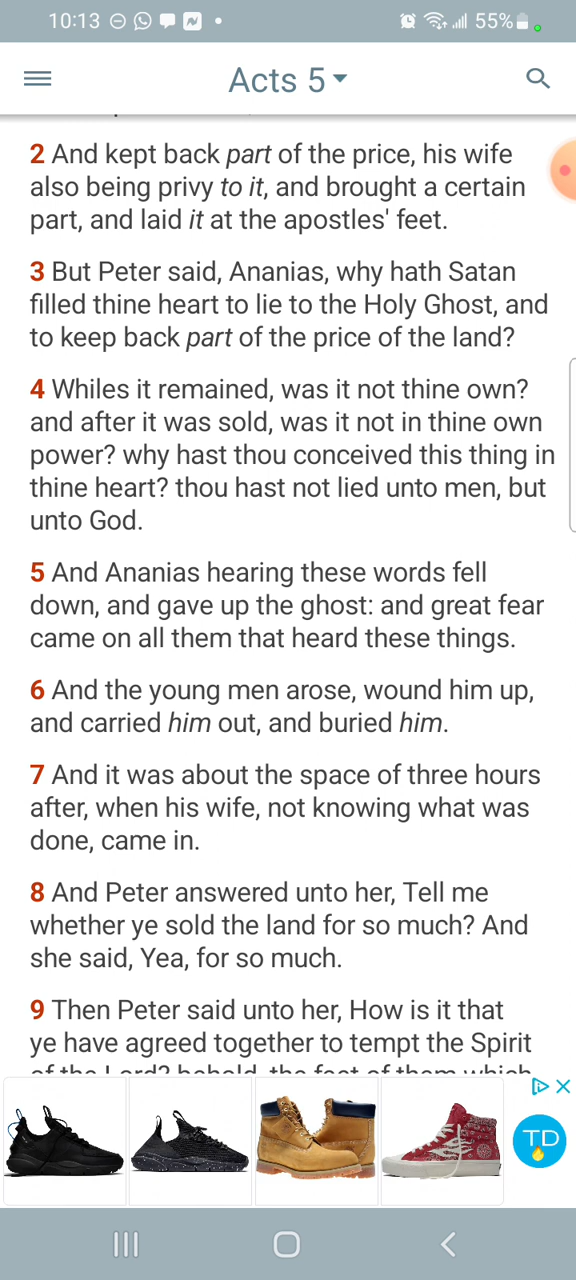 10:13
55%
Acts 5
2 And kept back part of the price, his wife
also being privy to it, and brought a certain
part, and laid it at the apostles' feet.
3 But Peter said, Ananias, why hath Satan
filled thine heart to lie to the Holy Ghost, and
to keep back part of the price of the land?
4 Whiles it remained, was it not thine own?
and after it was sold, was it not in thine own
power? why hast thou conceived this thing in
thine heart? thou hast not lied unto men, but
unto God.
5 And Ananias hearing these words fell
down, and gave up the ghost: and great fear
came on all them that heard these things.
6 And the young men arose, wound him up,
and carried him out, and buried him.
7 And it was about the space of three hours
after, when his wife, not knowing what was
done, came in.
8 And Peter answered unto her, Tell me
whether ye sold the land for so much? And
she said, Yea, for so much.
9 Then Peter said unto her, How is it that
ye have agreed together to tempt the Spirit
of the Lord? behold, the feet of them which
TD